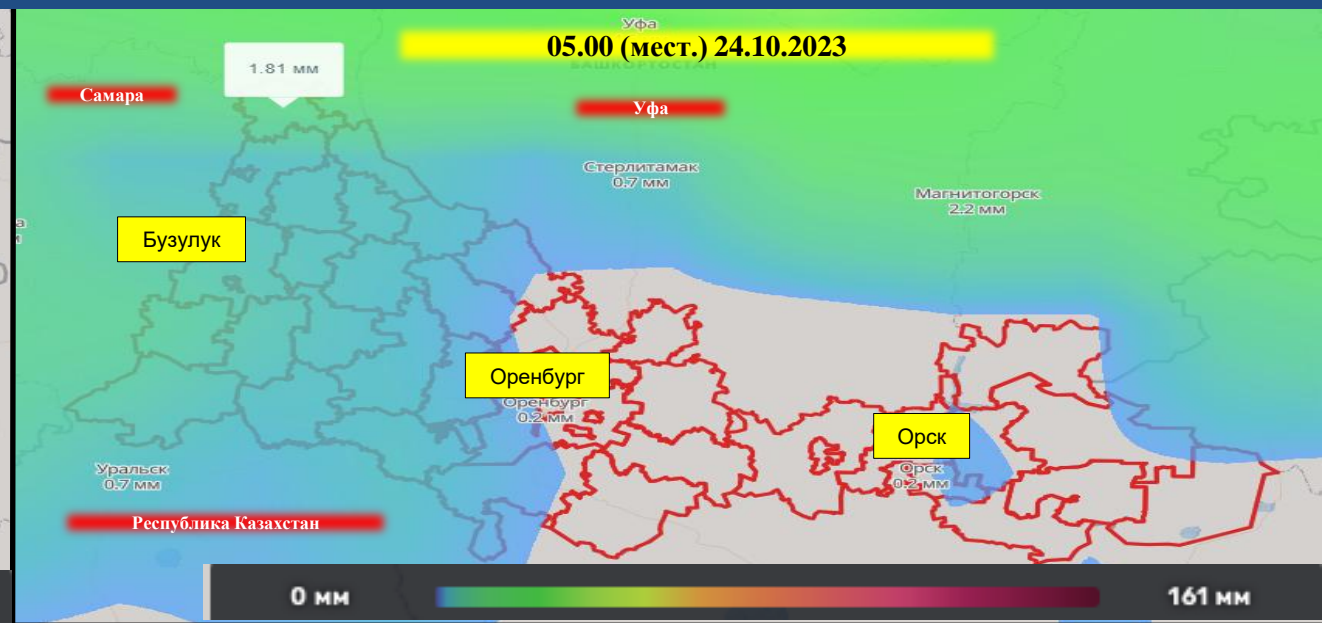 Уфа
05.00 (мест.) 24.10.2023
БАШКОРТОСТАН
1.81 мм
Самара
Уфа
Стерлитамак
0.7 мм
Магнитогорск
2.2 мм
Бузулук
Оренбург
Оренбург
0.2 мм
Орск
Орск
0.2 мм
Уральск
0.7 мм
Республика Казахстан
0 мм
161 мм